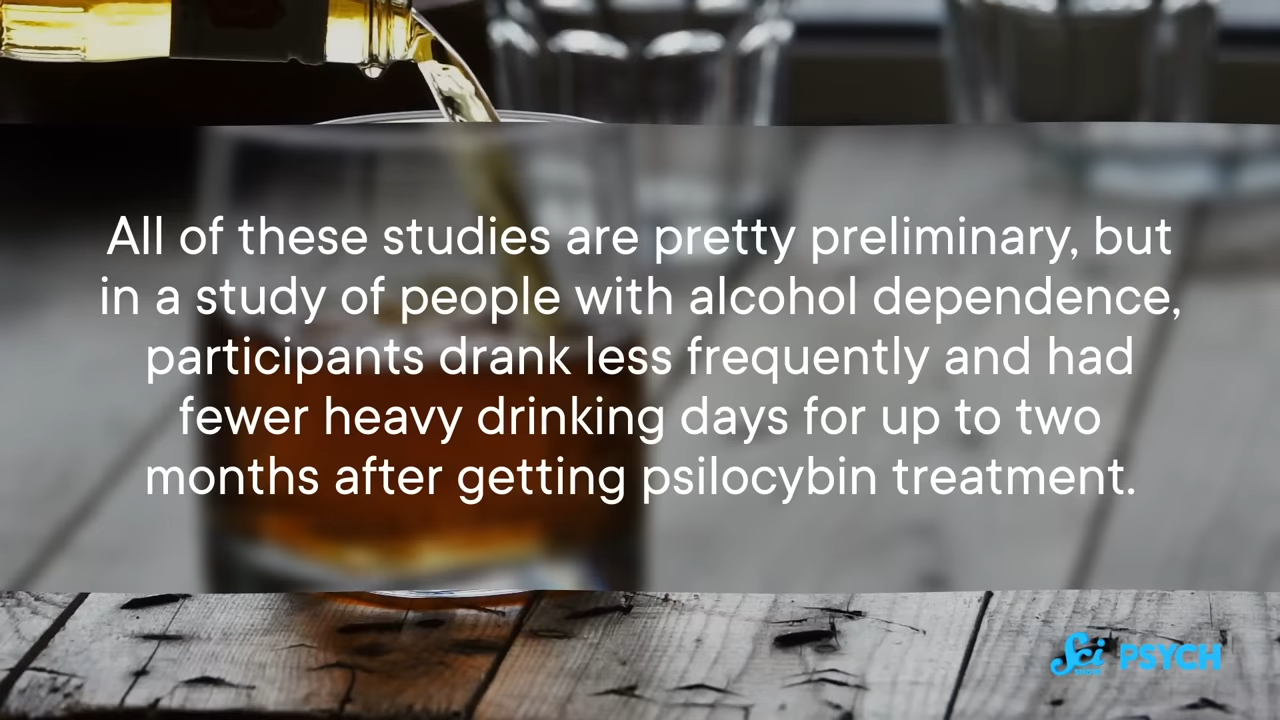 All of these studies are pretty preliminary, but
in a study of people with alcohol dependence,
participants drank less frequently and had
fewer heavy drinking days for up to two
months after getting psilocybin treatment.
Sci PSYCH